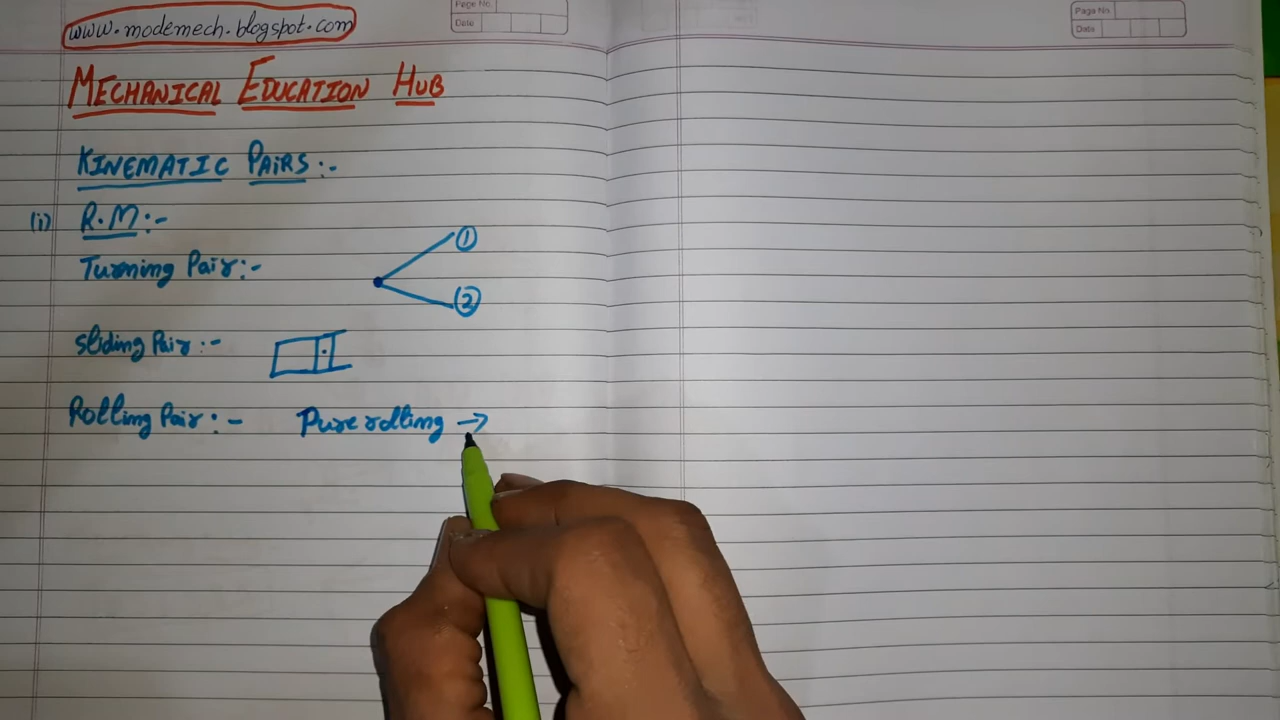 www.modemech.blogspot.com
Page No.
Date
Page No.
Date
MECHANICAL EDUCATION HUB
KINEMATIC PAIRS:-
(i) R.M:-
Turning Pair:- 1
2
Sliding Pair:-
Rolling Pair:- Pure rolling →